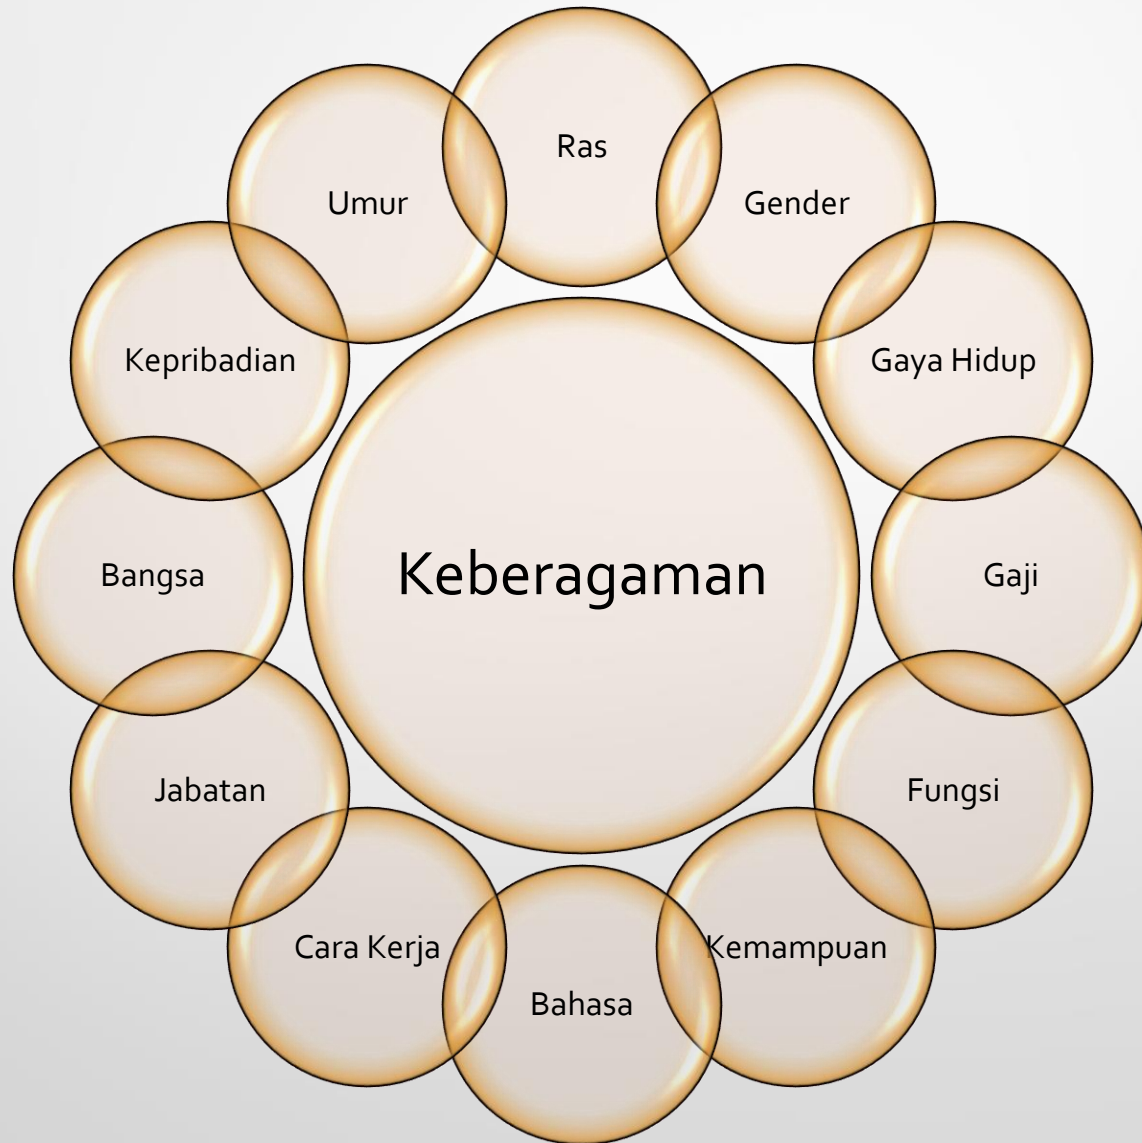 Ras
Umur
Gender
Kepribadian
Gaya Hidup
Keberagaman
Bangsa
Gaji
Jabatan
Fungsi
Cara Kerja
Kemampuan
Bahasa